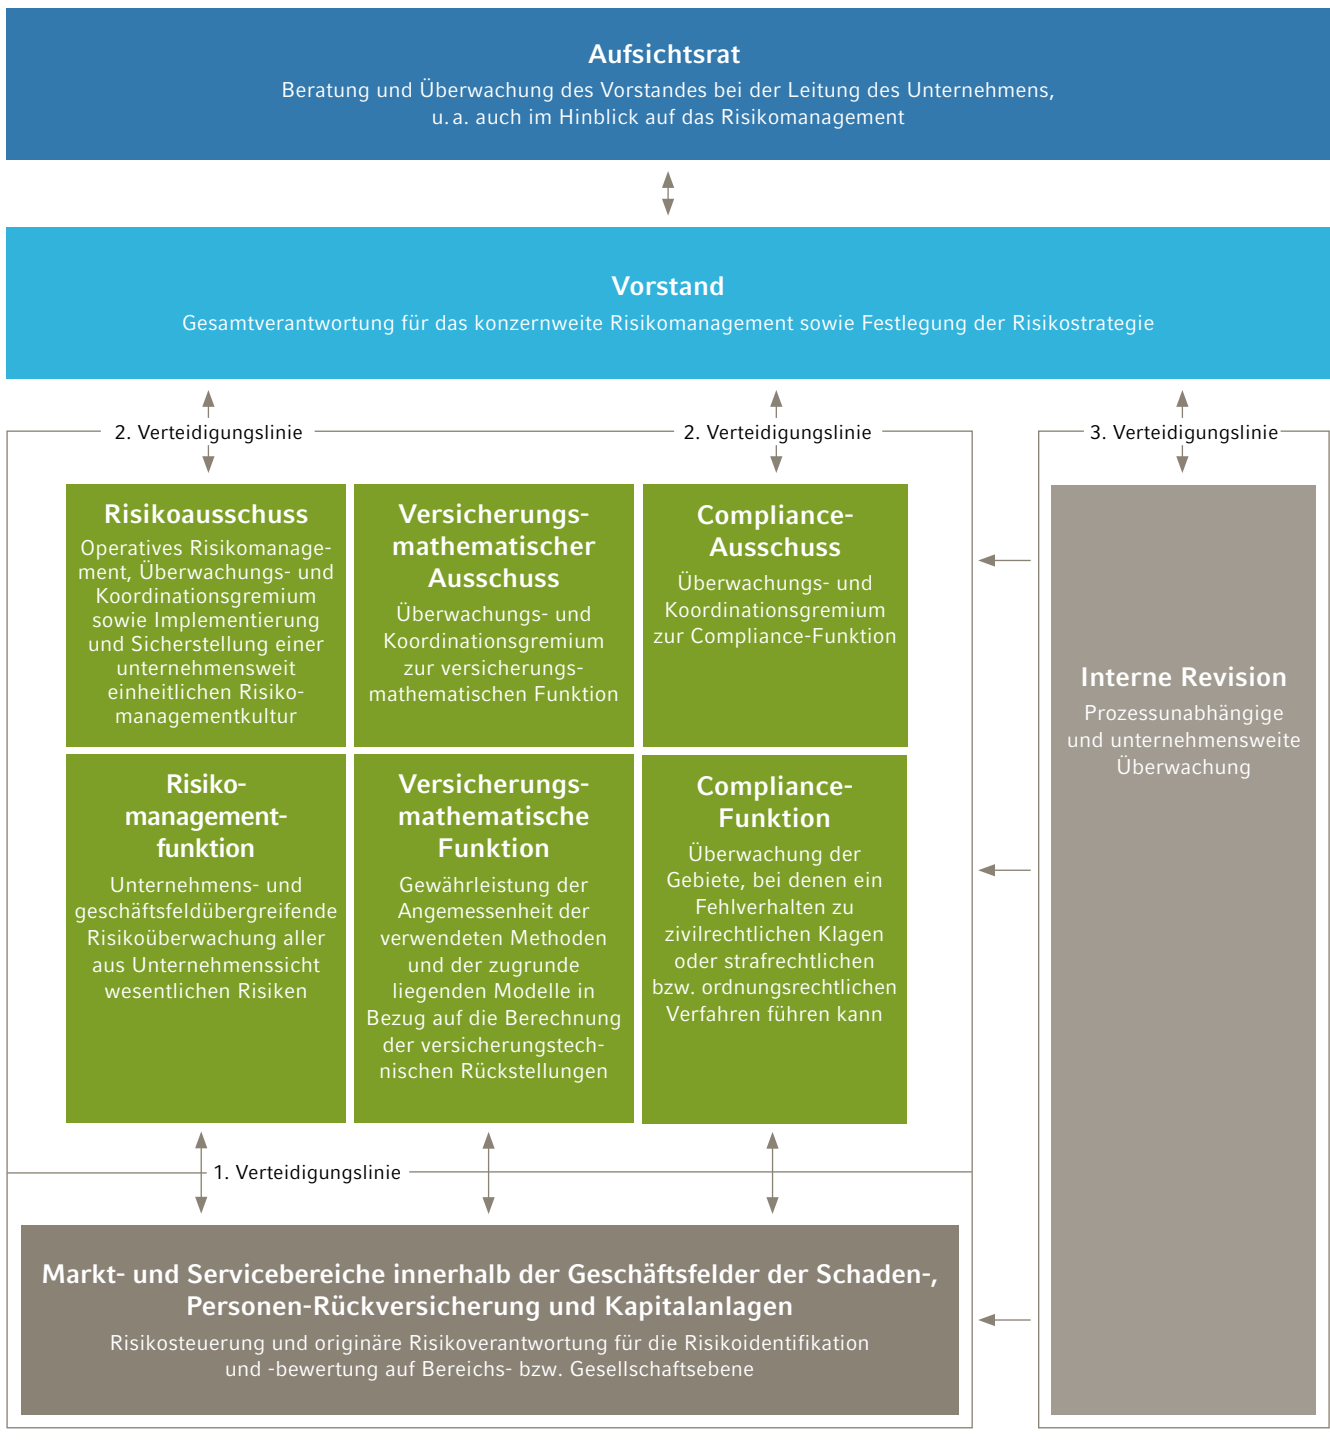 Aufsichtsrat
Beratung und Überwachung des Vorstandes bei der Leitung des Unternehmens,
u. a. auch im Hinblick auf das Risikomanagement
Vorstand
Gesamtverantwortung für das konzernweite Risikomanagement sowie Festlegung der Risikostrategie
2. Verteidigungslinie
2. Verteidigungslinie
3. Verteidigungslinie
Risikoausschuss
Operatives Risikomanage-
ment, Überwachungs- und
Koordinationsgremium
sowie Implementierung
und Sicherstellung einer
unternehmensweit
einheitlichen Risiko-
managementkultur
Versicherungs-
mathematischer
Ausschuss
Überwachungs- und
Koordinationsgremium
zur versicherungs-
mathematischen Funktion
Compliance-
Ausschuss
Überwachungs- und
Koordinationsgremium
zur Compliance-Funktion
Interne Revision
Prozessunabhängige
und unternehmensweite
Überwachung
Risiko-
management-
funktion
Unternehmens- und
geschäftsfeldübergreifende
Risikoüberwachung aller
aus Unternehmenssicht
wesentlichen Risiken
Versicherungs-
mathematische
Funktion
Gewährleistung der
Angemessenheit der
verwendeten Methoden
und der zugrunde
liegenden Modelle in
Bezug auf die Berechnung
der versicherungstech-
nischen Rückstellungen
Compliance-
Funktion
Überwachung der
Gebiete, bei denen ein
Fehlverhalten zu
zivilrechtlichen Klagen
oder strafrechtlichen
bzw. ordnungsrechtlichen
Verfahren führen kann
1. Verteidigungslinie
Markt- und Servicebereiche innerhalb der Geschäftsfelder der Schaden-,
Personen-Rückversicherung und Kapitalanlagen
Risikosteuerung und originäre Risikoverantwortung für die Risikoidentifikation
und -bewertung auf Bereichs- bzw. Gesellschaftsebene